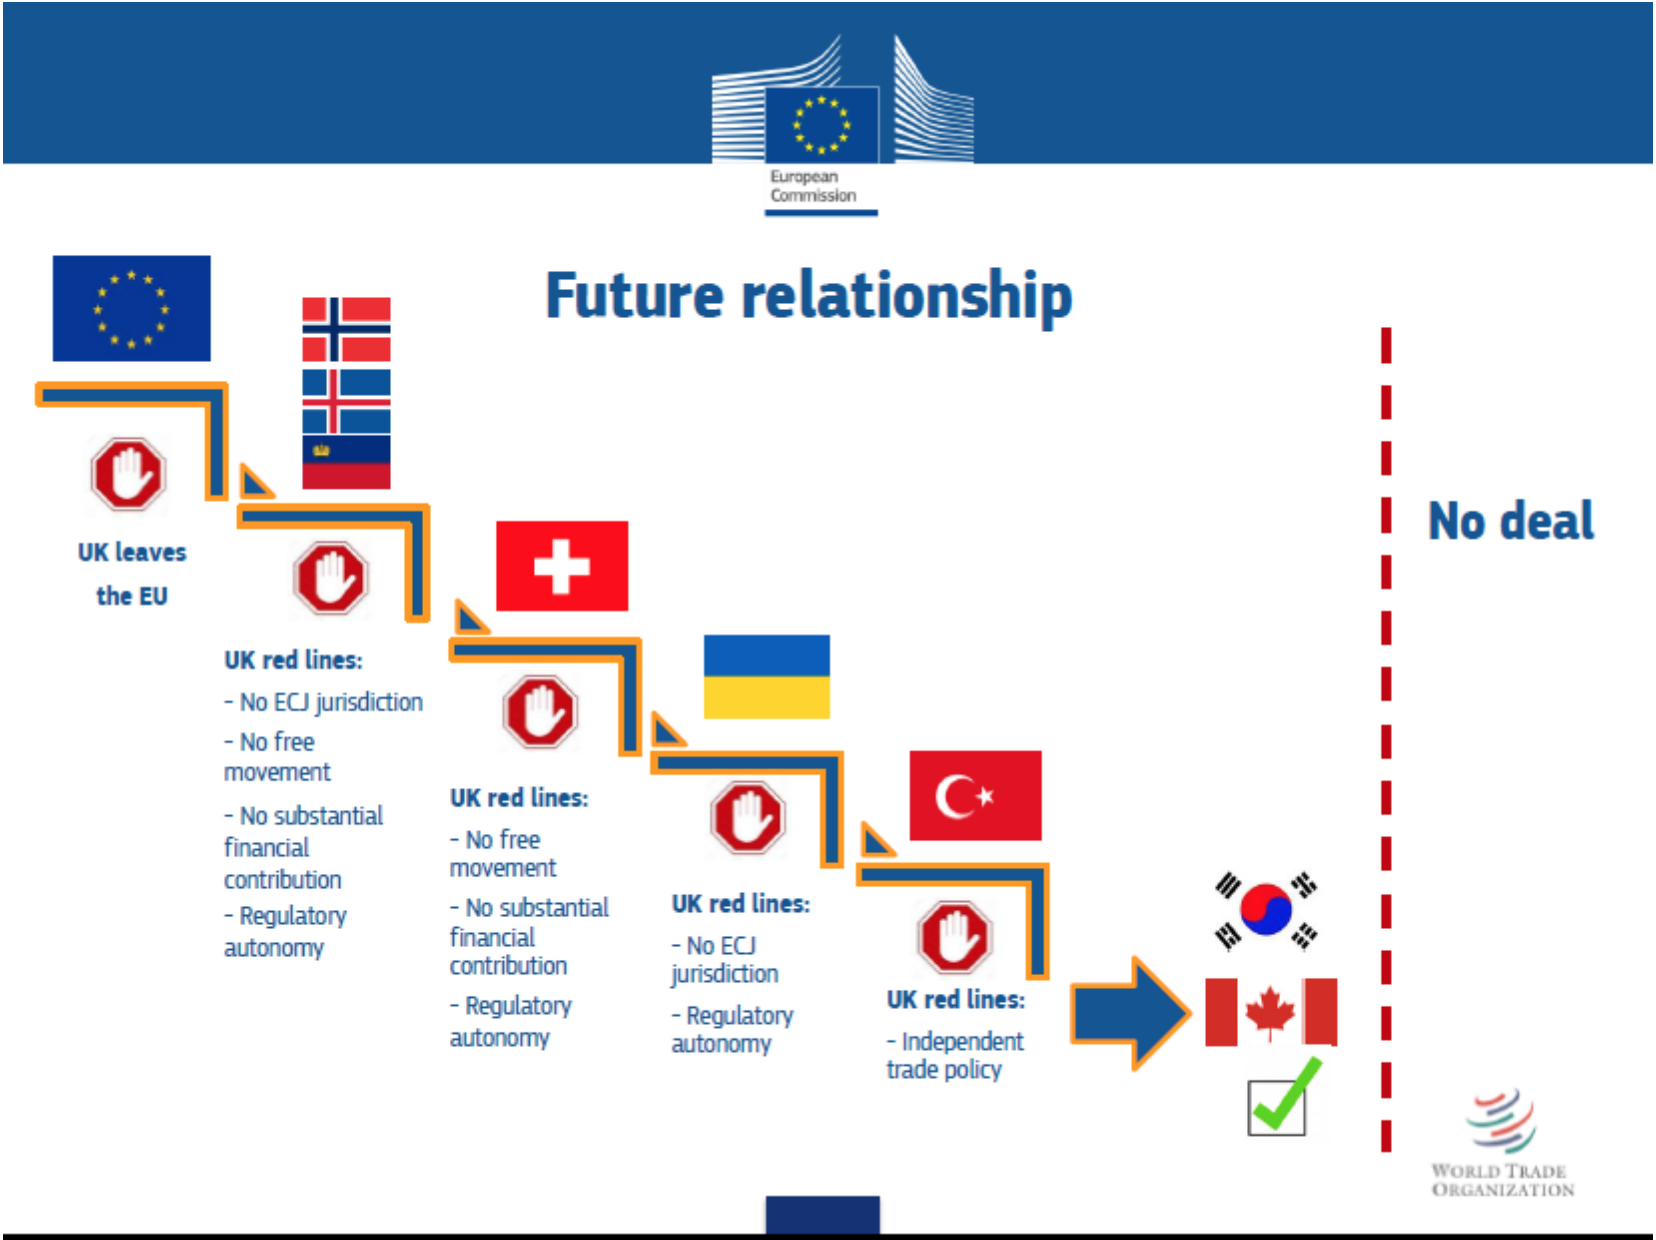 European
Commission
Future relationship
No deal
UK leaves
the EU
UK red lines:
- No ECJ jurisdiction
- No free
movement
- No substantial
financial
contribution
- Regulatory
autonomy
UK red lines:
- No free
movement
- No substantial
financial
contribution
- Regulatory
autonomy
UK red lines:
- No ECJ
jurisdiction
- Regulatory
autonomy
UK red lines:
- Independent
trade policy
WORLD TRADE
ORGANIZATION